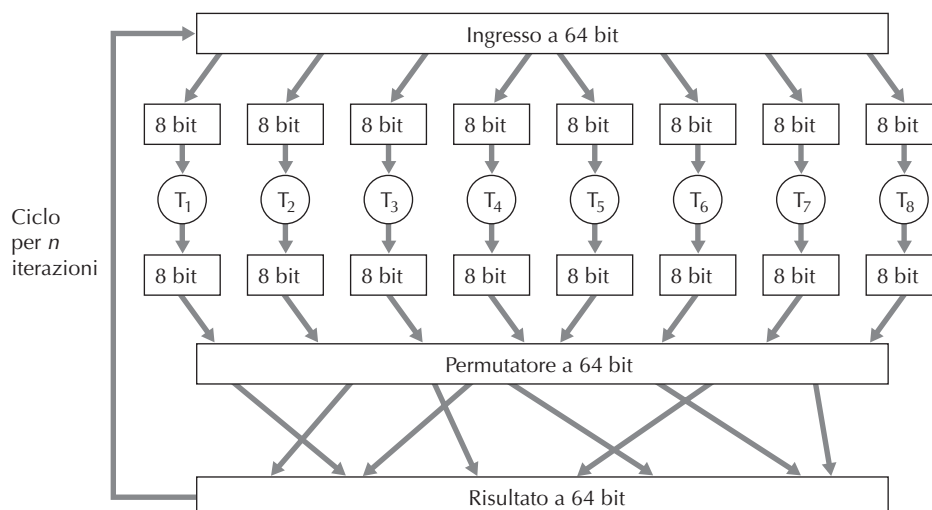 Ingresso a 64 bit
8 bit 8 bit 8 bit 8 bit 8 bit 8 bit 8 bit 8 bit
T1 T2 T3 T4 T5 T6 T7 T8
Ciclo
per n
iterazioni
8 bit 8 bit 8 bit 8 bit 8 bit 8 bit 8 bit 8 bit
Permutatore a 64 bit
Risultato a 64 bit